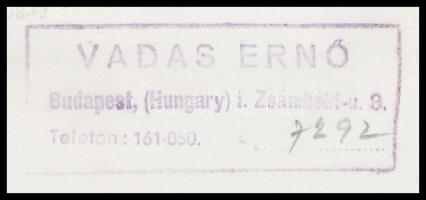 VADAS ERNŐ
Budapest, (Hungary) I. Zsámbéki-u. 9.
Telefon : 161-050.
7292